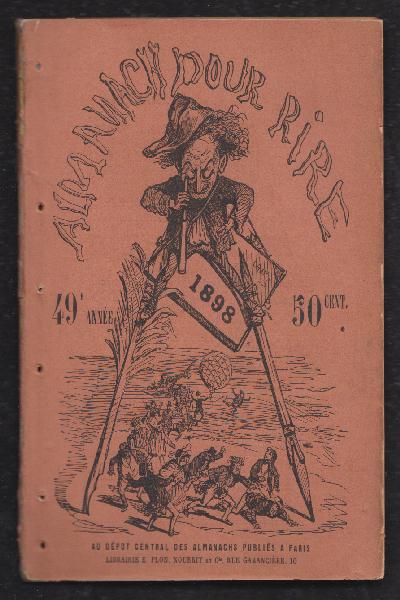 ALMANACH POUR RIRE
1898
49e ANNÉE
50 CENT.
AU DÉPOT CENTRAL DES ALMANACHS PUBLIÉS A PARIS
LIBRAIRIE E. PLON, NOURRIT ET Cie, RUE GARANCIÈRE, 10